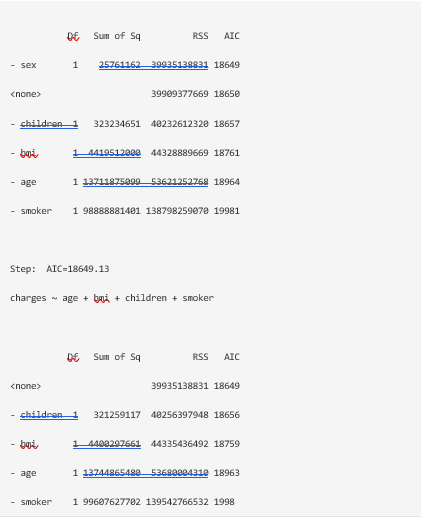 Df Sum of Sq RSS AIC
- sex 1 25761162 39935138831 18649
<none> 39909377669 18650
- children 1 323234651 40232612320 18657
- bmi 1 4419512000 44328889669 18761
- age 1 13711875099 53621252768 18964
- smoker 1 98888881401 138798259070 19981
Step: AIC=18649.13
charges ~ age + bmi + children + smoker
Df Sum of Sq RSS AIC
<none> 39935138831 18649
- children 1 321259117 40256397948 18656
- bmi 1 4400297661 44335436492 18759
- age 1 13744865480 53680004310 18963
- smoker 1 99607627702 139542766532 1998